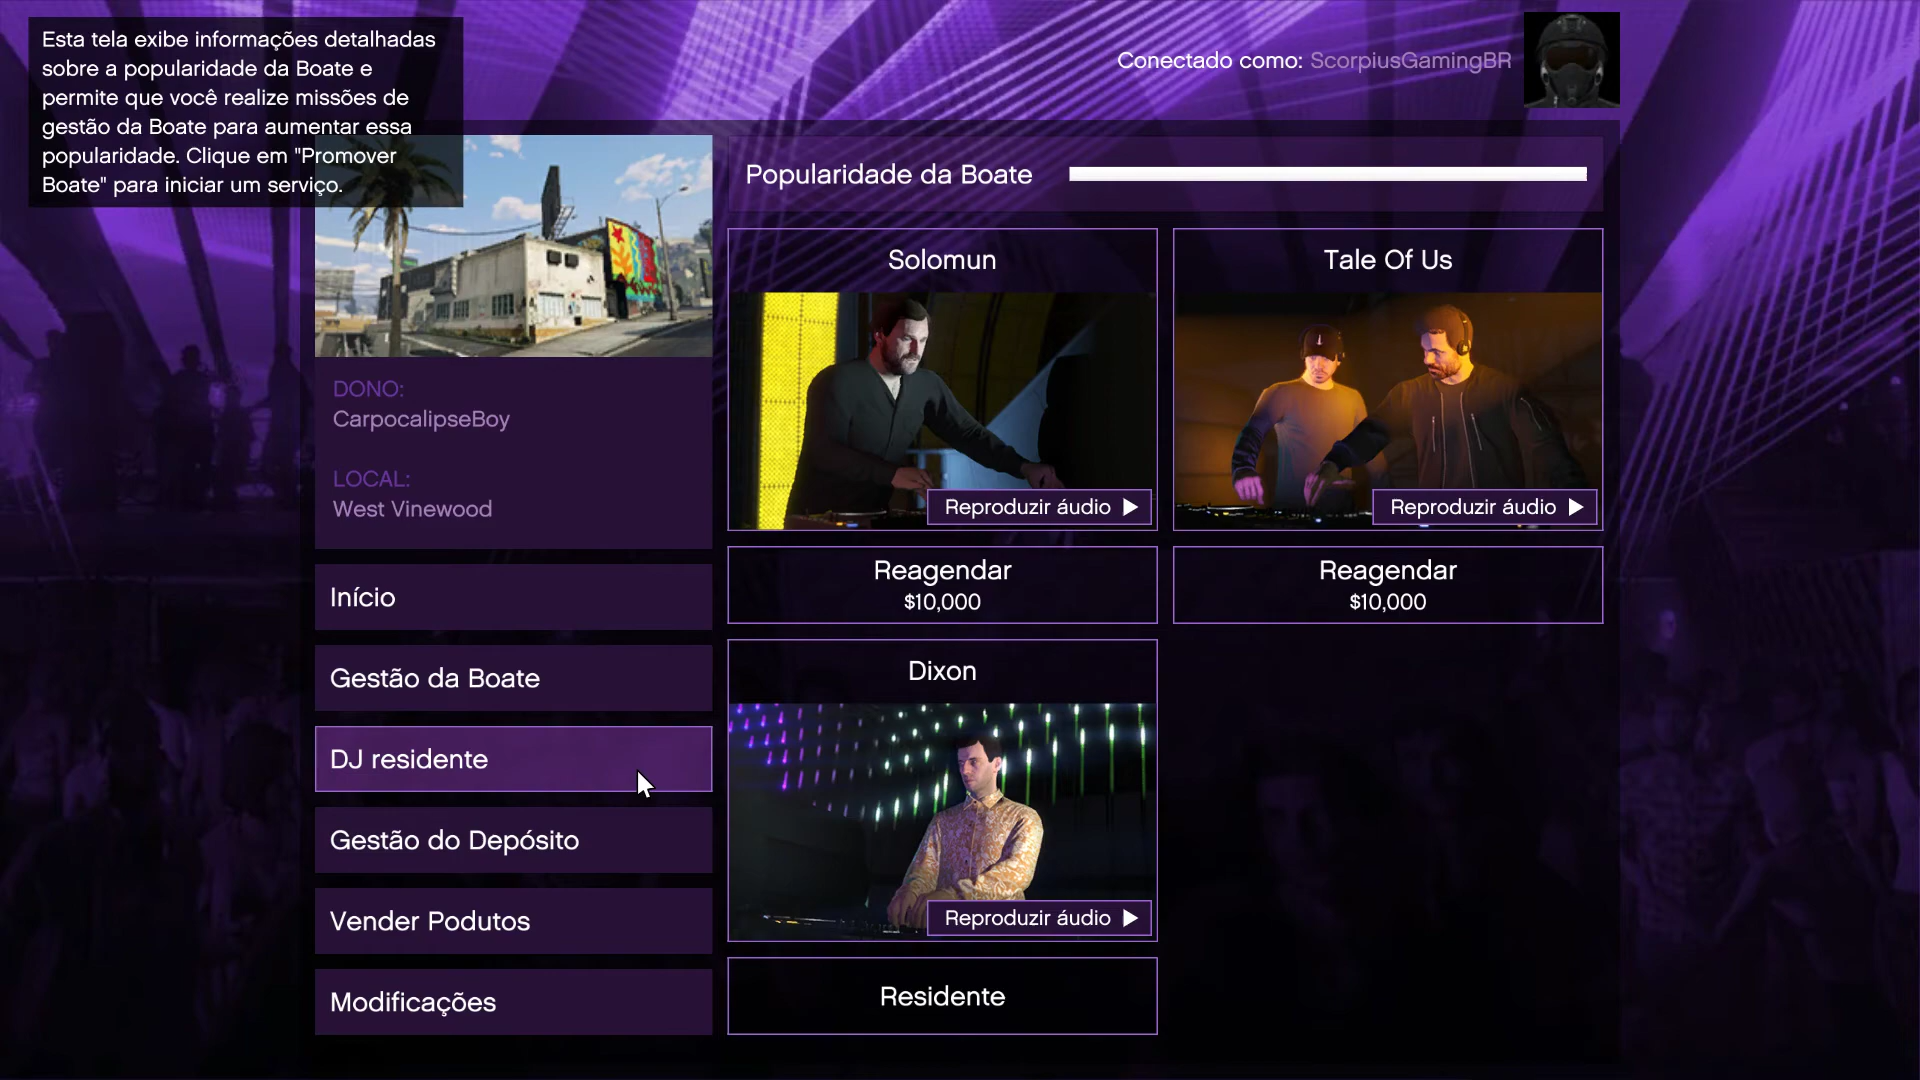 Esta tela exibe informações detalhadas
sobre a popularidade da Boate e
permite que você realize missões de
gestão da Boate para aumentar essa
popularidade. Clique em "Promover
Boate" para iniciar um serviço.
Conectado como: ScorpiusGamingBR
DONO:
CarpocalipseBoy
LOCAL:
West Vinewood
Início
Gestão da Boate
DJ residente
Gestão do Depósito
Vender Podutos
Modificações
Popularidade da Boate
Solomun
Reproduzir áudio
Reagendar
$10,000
Tale Of Us
Reproduzir áudio
Reagendar
$10,000
Dixon
Reproduzir áudio
Residente